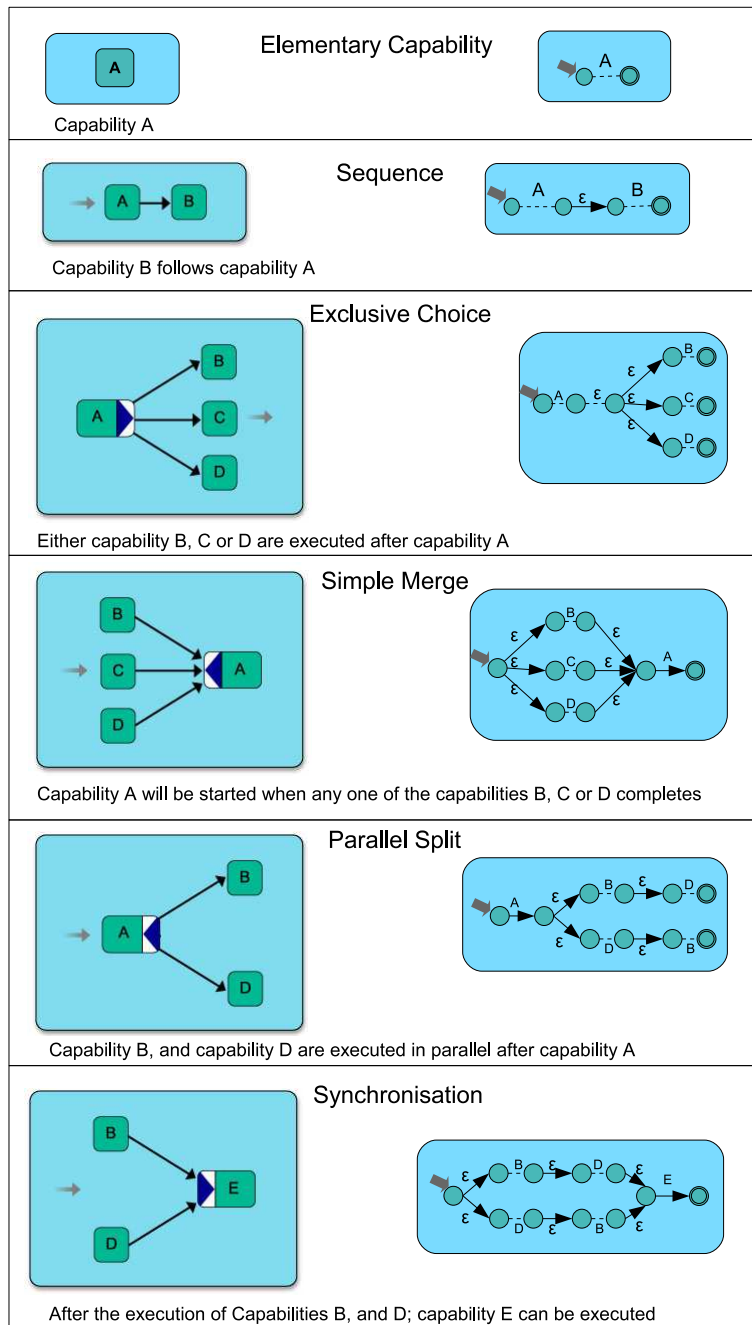 Elementary Capability
A
A
Capability A
Sequence
A
B
A
ε
B
Capability B follows capability A
Exclusive Choice
A
B
C
D
A
ε
ε
B
ε
C
ε
D
Either capability B, C or D are executed after capability A
Simple Merge
B
C
D
A
ε
B
ε
ε
C
ε
A
ε
D
ε
Capability A will be started when any one of the capabilities B, C or D completes
Parallel Split
A
B
D
A
ε
B
ε
D
ε
D
ε
B
Capability B, and capability D are executed in parallel after capability A
Synchronisation
B
D
E
ε
B
ε
D
ε
E
ε
D
ε
B
ε
After the execution of Capabilities B, and D; capability E can be executed